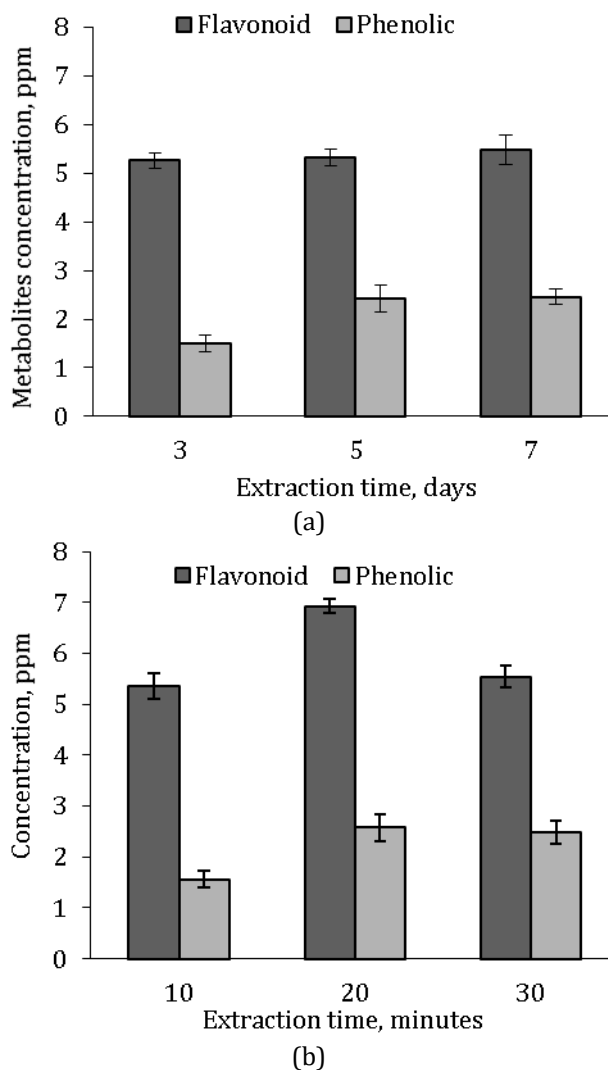 Flavonoid Phenolic
8
7
6
5
4
3
2
1
0
Metabolites concentration, ppm
3 5 7
Extraction time, days
(a)
Flavonoid Phenolic
8
7
6
5
4
3
2
1
0
Concentration, ppm
10 20 30
Extraction time, minutes
(b)